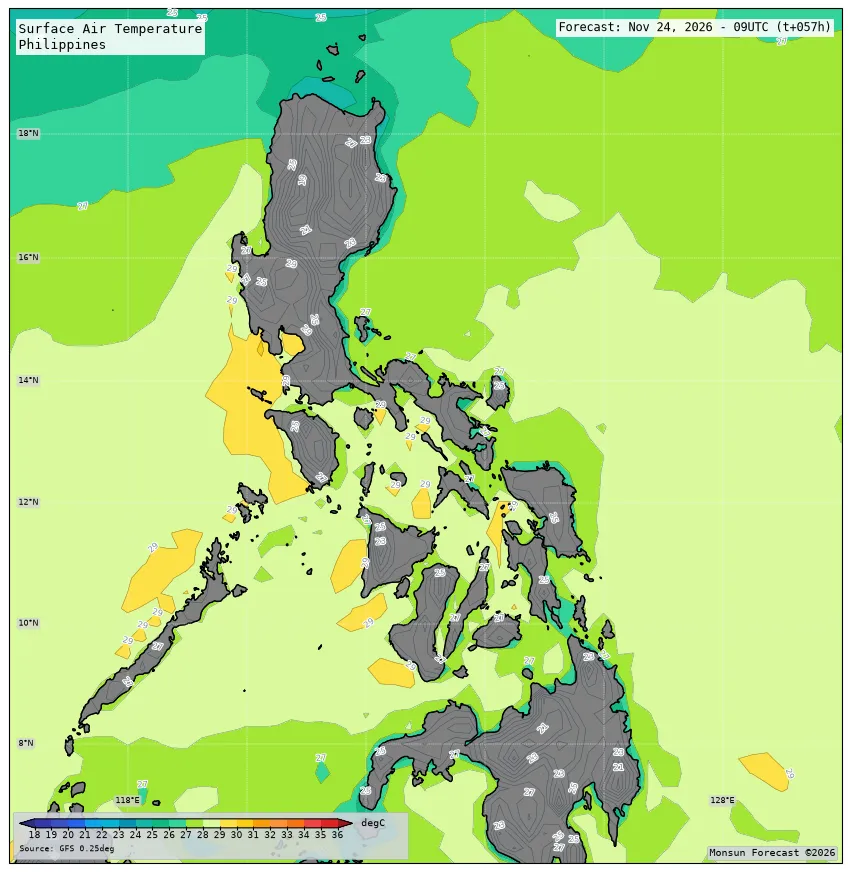 Surface Air Temperature
Philippines
Forecast: Nov 24, 2026 - 09UTC (t+057h)
18°N
16°N
14°N
12°N
10°N
8°N
118°E
128°E
18 19 20 21 22 23 24 25 26 27 28 29 30 31 32 33 34 35 36
degC
Source: GFS 0.25deg
Monsun Forecast ©2026